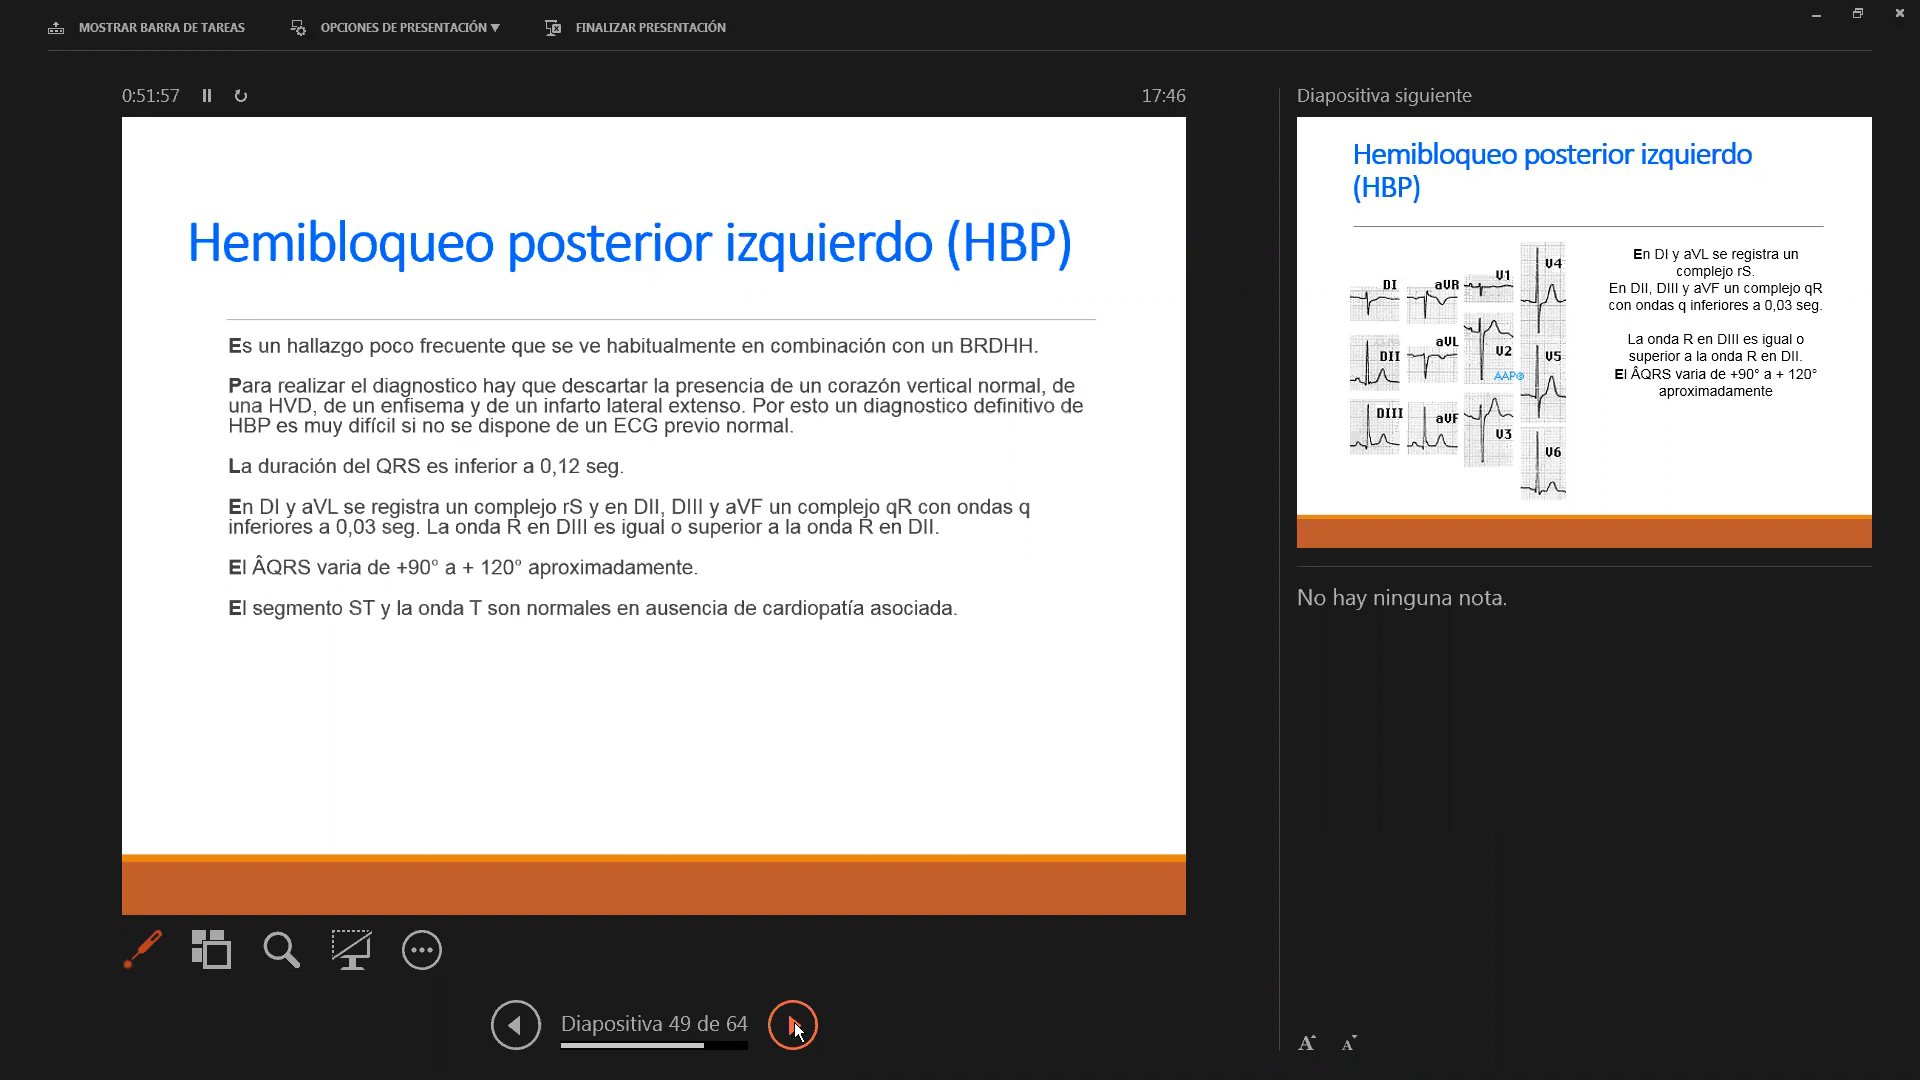 MOSTRAR BARRA DE TAREAS
OPCIONES DE PRESENTACIÓN ▼
FINALIZAR PRESENTACIÓN
0:51:57
17:46
Hemibloqueo posterior izquierdo (HBP)
Es un hallazgo poco frecuente que se ve habitualmente en combinación con un BRDHH.
Para realizar el diagnostico hay que descartar la presencia de un corazón vertical normal, de
una HVD, de un enfisema y de un infarto lateral extenso. Por esto un diagnostico definitivo de
HBP es muy difícil si no se dispone de un ECG previo normal.
La duración del QRS es inferior a 0,12 seg.
En DI y aVL se registra un complejo rS y en DII, DIII y aVF un complejo qR con ondas q
inferiores a 0,03 seg. La onda R en DIII es igual o superior a la onda R en DII.
El ÂQRS varia de +90° a + 120° aproximadamente.
El segmento ST y la onda T son normales en ausencia de cardiopatía asociada.
Diapositiva 49 de 64
Diapositiva siguiente
Hemibloqueo posterior izquierdo
(HBP)
DI
aVR
V1
V4
DII
aVL
V2
V5
AAP®
DIII
aVF
V3
V6
En DI y aVL se registra un
complejo rS.
En DII, DIII y aVF un complejo qR
con ondas q inferiores a 0,03 seg.
La onda R en DIII es igual o
superior a la onda R en DII.
El ÂQRS varia de +90° a + 120°
aproximadamente
No hay ninguna nota.
A A